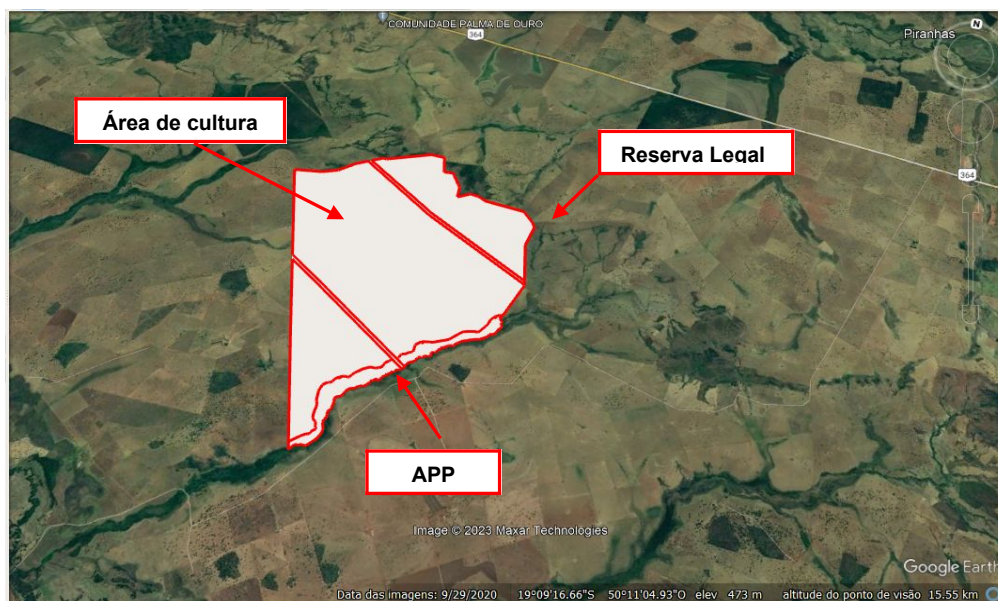 COMUNIDADE PALMA DE OURO
364
Piranhas
N
Área de cultura
Reserva Legal
364
APP
Image © 2023 Maxar Technologies
Google Earth
Data das imagens: 9/29/2020 19°09'16.66"S 50°11'04.93"O elev 473 m altitude do ponto de visão 15.55 km